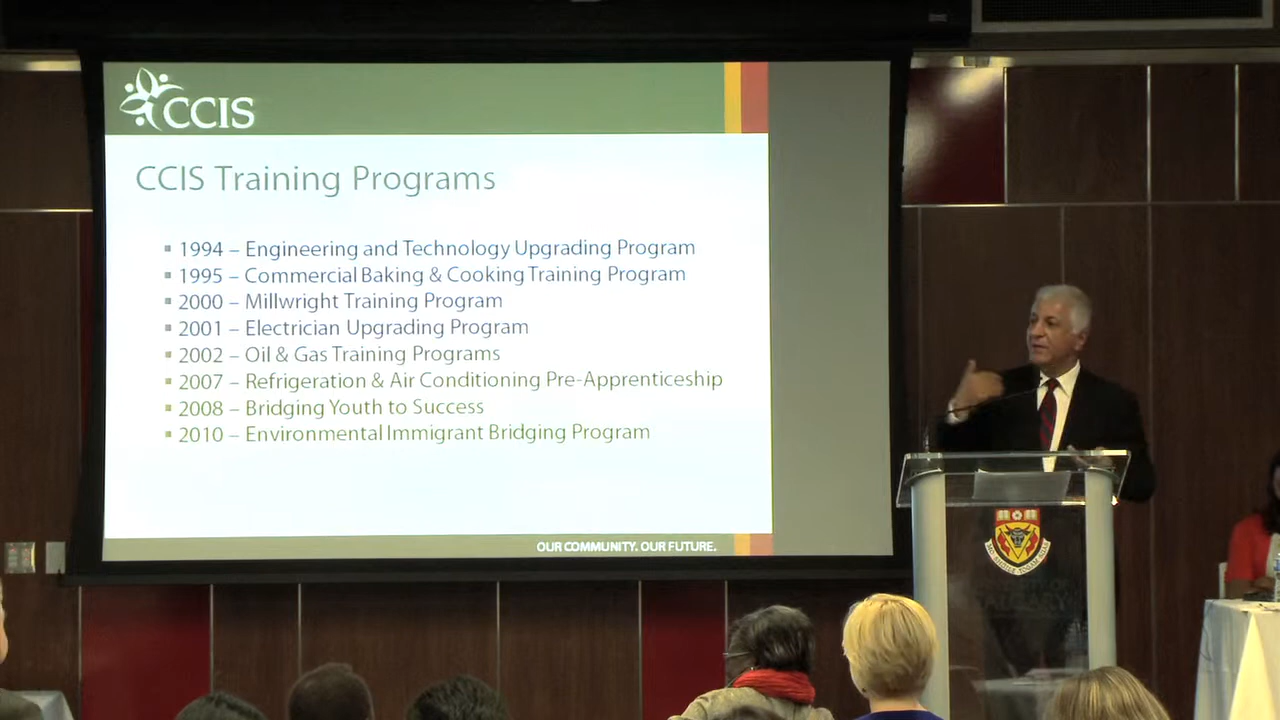 CCIS
CCIS Training Programs
1994 – Engineering and Technology Upgrading Program
1995 – Commercial Baking & Cooking Training Program
2000 – Millwright Training Program
2001 – Electrician Upgrading Program
2002 – Oil & Gas Training Programs
2007 – Refrigeration & Air Conditioning Pre-Apprenticeship
2008 – Bridging Youth to Success
2010 – Environmental Immigrant Bridging Program
OUR COMMUNITY. OUR FUTURE.